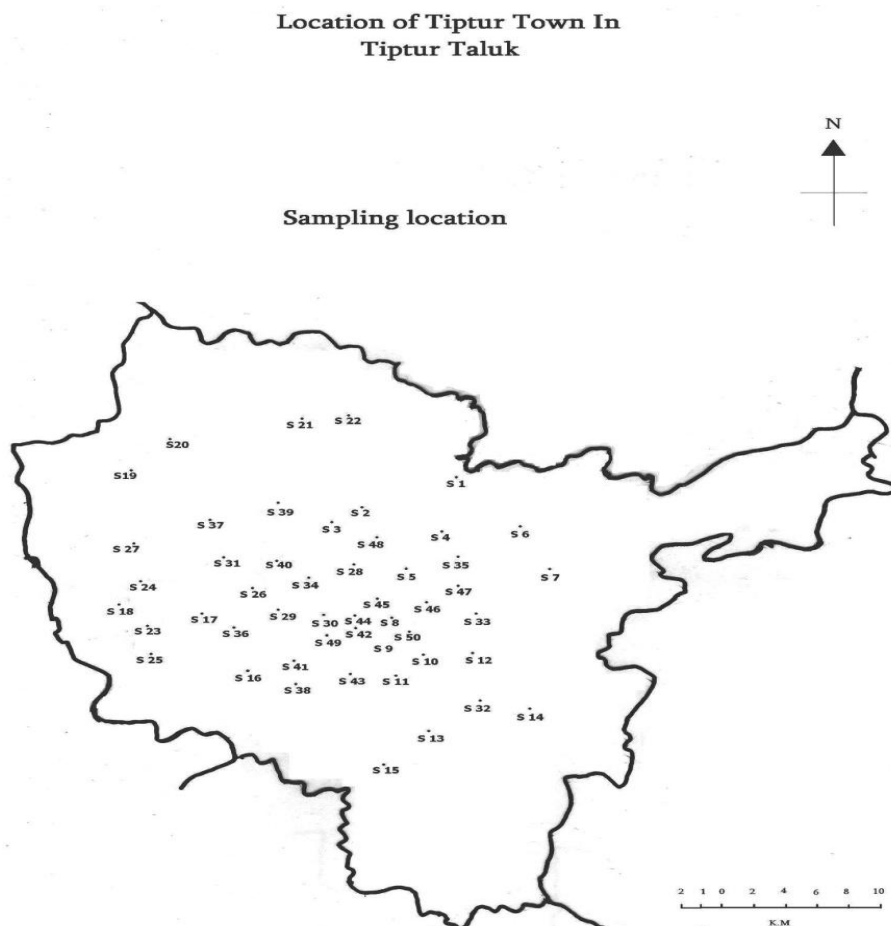 Location of Tiptur Town In
Tiptur Taluk
N
Sampling location
S 21
S 22
S20
S19
S 1
S 39
S 2
S 37
S 3
S 4
S 6
S 48
S 27
S 31
S 40
S 28
S 5
S 35
S 7
S 24
S 34
S 26
S 47
S 45
S 46
S 18
S 17
S 29
S 30
S 44
S 8
S 33
S 23
S 36
S 42
S 50
S 49
S 9
S 25
S 41
S 10
S 12
S 16
S 43
S 11
S 38
S 32
S 14
S 13
S 15
2 1 0 2 4 6 8 10
K.M